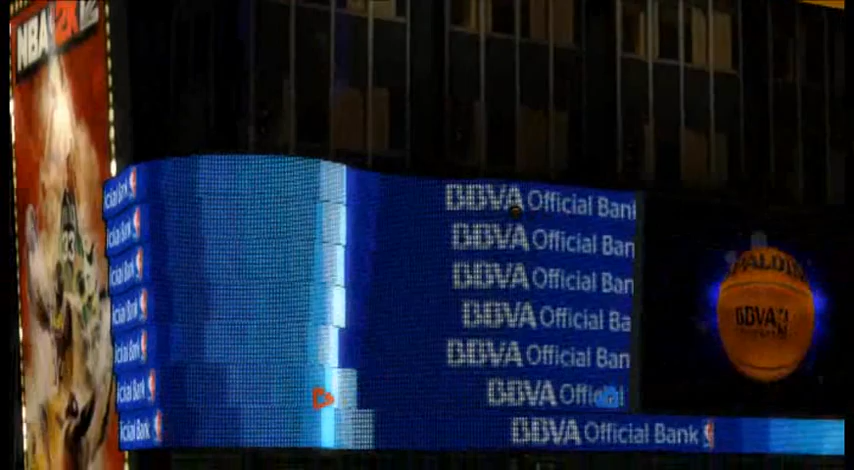 NBA 2K12
icial Bank BBVA Official Bank
icial Bank BBVA Official Ban
icial Bank BBVA Official Ban
icial Bank BBVA Official Ba
icial Bank BBVA Official Ban
icial Bank BBVA Official
icial Bank BBVA Official Bank
SPALDING
BBVA